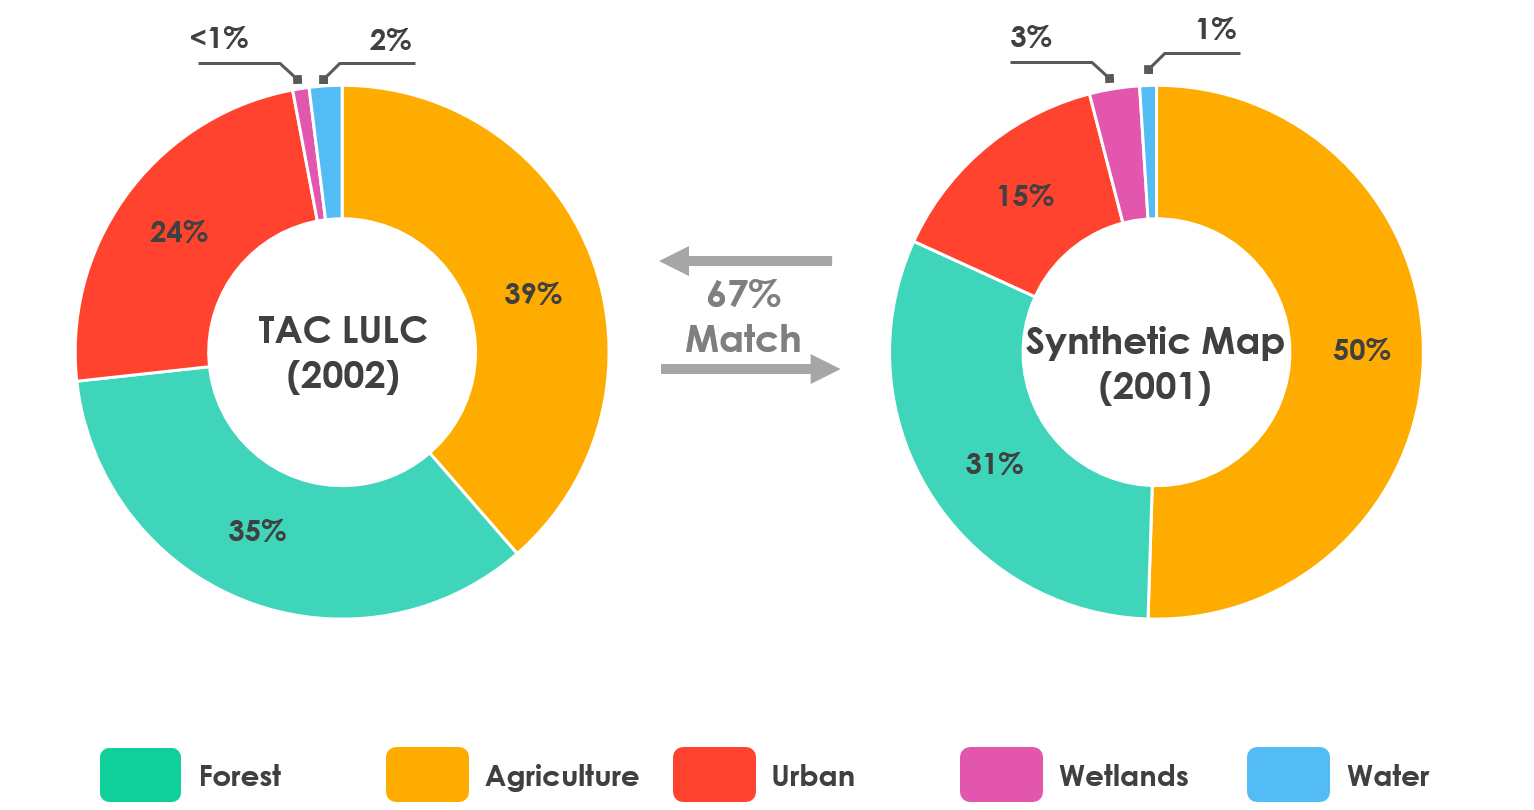 <1%
2%
24%
39%
35%
TAC LULC
(2002)
67%
Match
3%
1%
15%
50%
31%
Synthetic Map
(2001)
Forest
Agriculture
Urban
Wetlands
Water